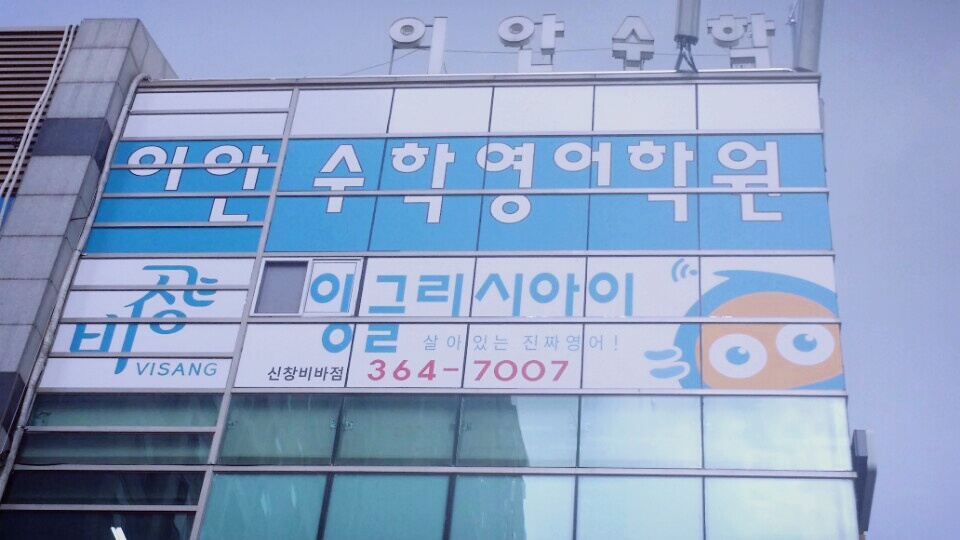 이안수학
이안 수학영어학원
비상 잉글리시아이
VISANG 살아있는 진짜영어!
신창비바점 364-7007